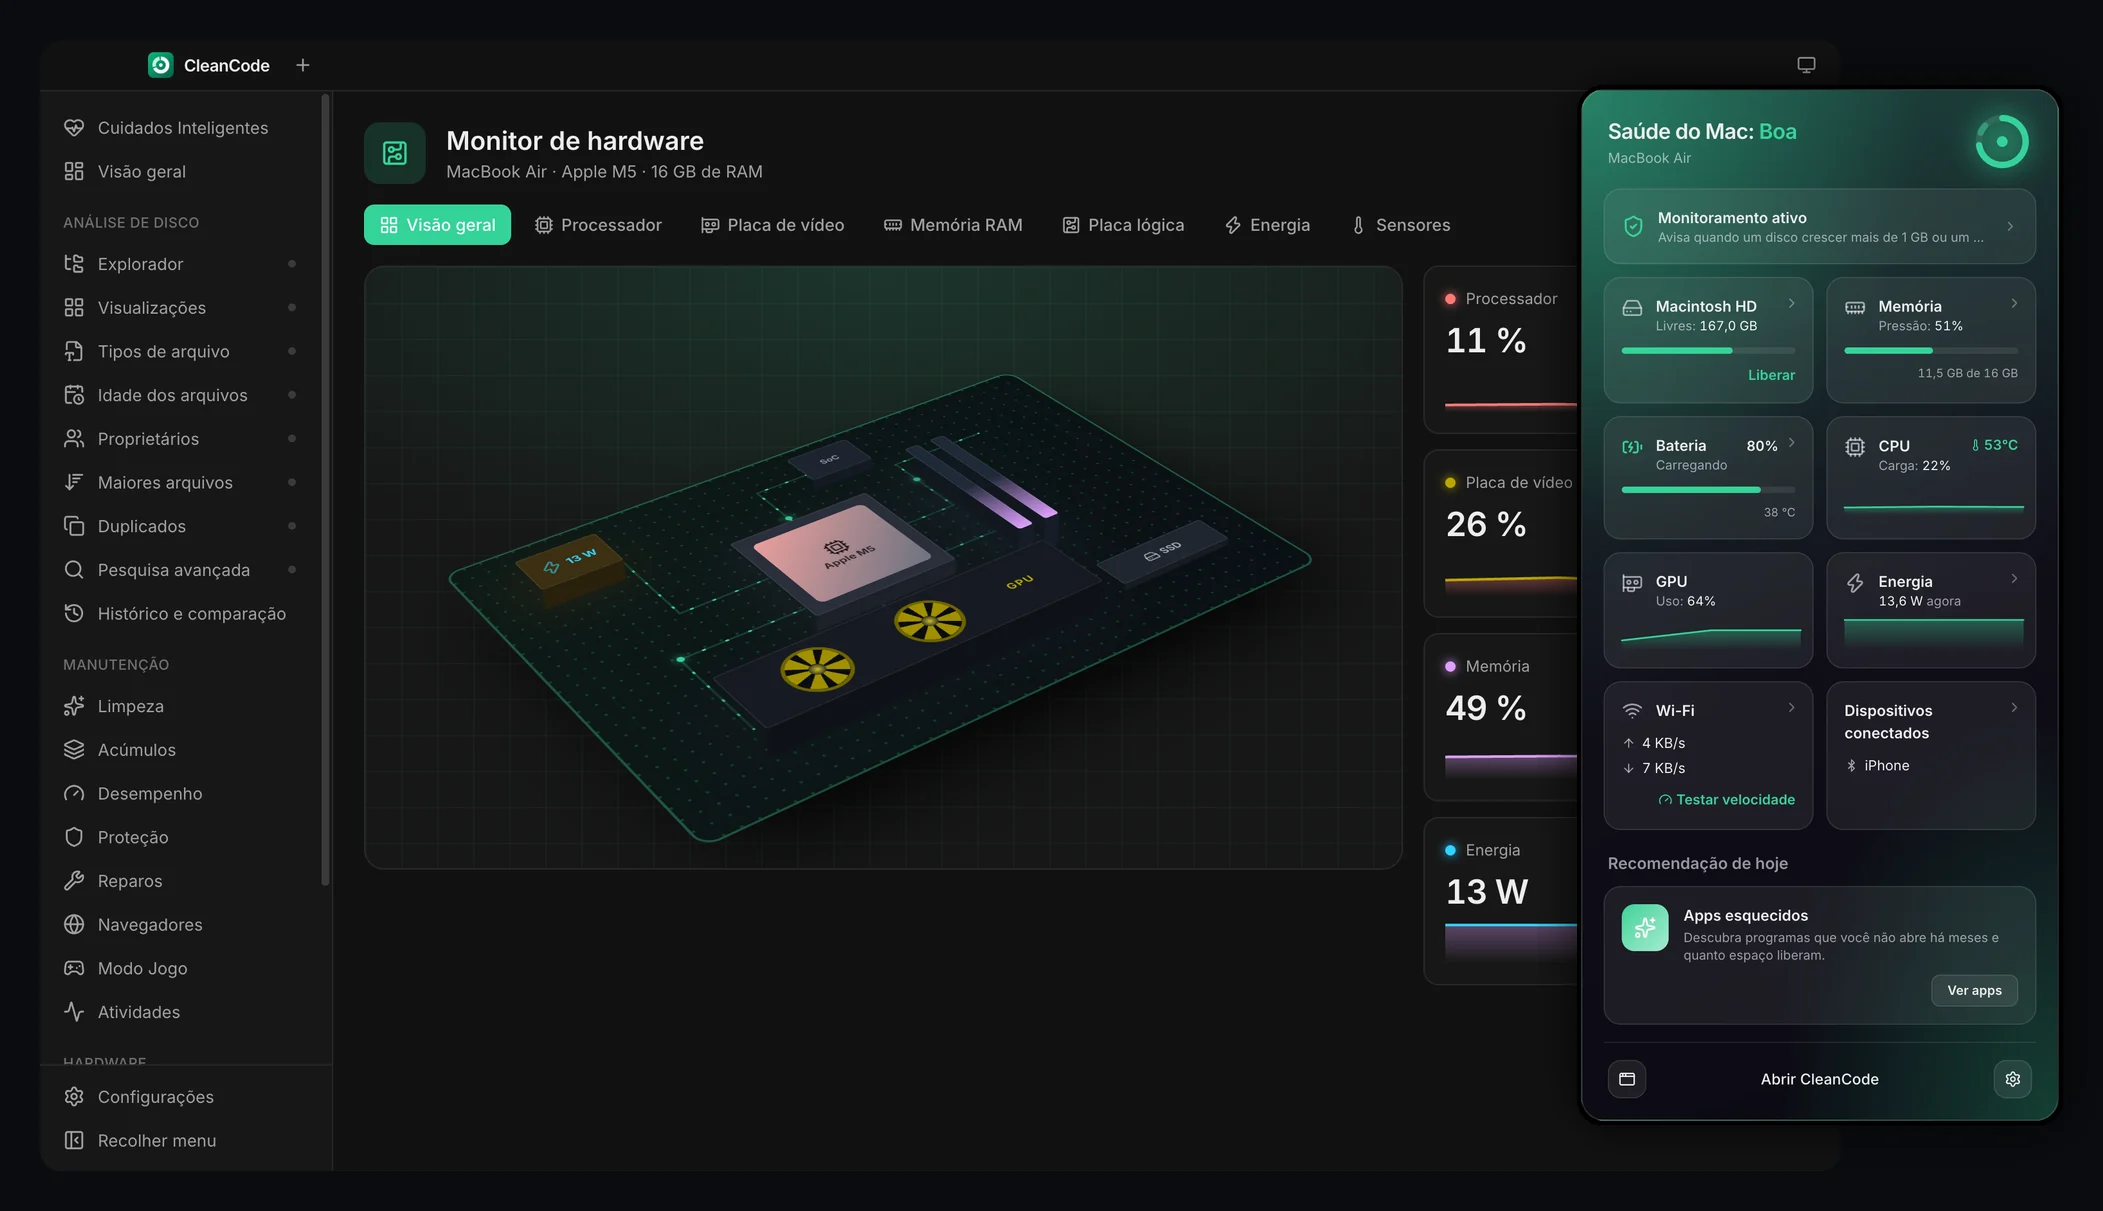 CleanCode
Cuidados Inteligentes
Visão geral
ANÁLISE DE DISCO
Explorador
Visualizações
Tipos de arquivo
Idade dos arquivos
Proprietários
Maiores arquivos
Duplicados
Pesquisa avançada
Histórico e comparação
MANUTENÇÃO
Limpeza
Acúmulos
Desempenho
Proteção
Reparos
Navegadores
Modo Jogo
Atividades
HARDWARE
Configurações
Recolher menu
Monitor de hardware
MacBook Air · Apple M5 · 16 GB de RAM
Visão geral
Processador
Placa de vídeo
Memória RAM
Placa lógica
Energia
Sensores
SoC
13 W
Apple M5
GPU
SSD
Processador
11 %
Placa de vídeo
26 %
Memória
49 %
Energia
13 W
Saúde do Mac: Boa
MacBook Air
Monitoramento ativo
Avisa quando um disco crescer mais de 1 GB ou um ...
Macintosh HD
Livres: 167,0 GB
Liberar
Memória
Pressão: 51%
11,5 GB de 16 GB
Bateria 80%
Carregando
38 °C
CPU 53°C
Carga: 22%
GPU
Uso: 64%
Energia
13,6 W agora
Wi-Fi
4 KB/s
7 KB/s
Testar velocidade
Dispositivos
conectados
iPhone
Recomendação de hoje
Apps esquecidos
Descubra programas que você não abre há meses e
quanto espaço liberam.
Ver apps
Abrir CleanCode